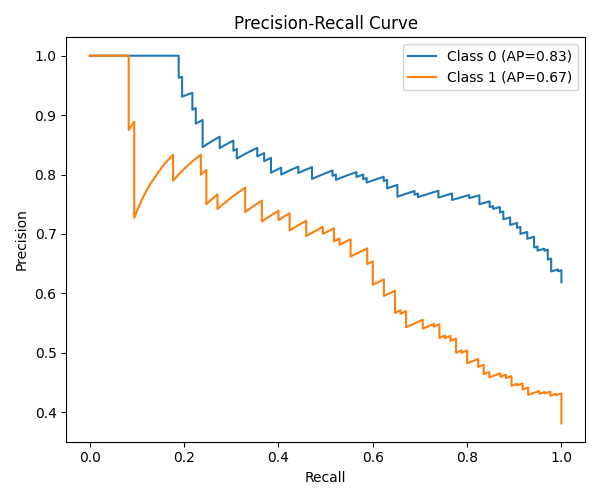 Precision-Recall Curve
Class 0 (AP=0.83)
Class 1 (AP=0.67)
Precision
1.0
0.9
0.8
0.7
0.6
0.5
0.4
0.0 0.2 0.4 0.6 0.8 1.0
Recall